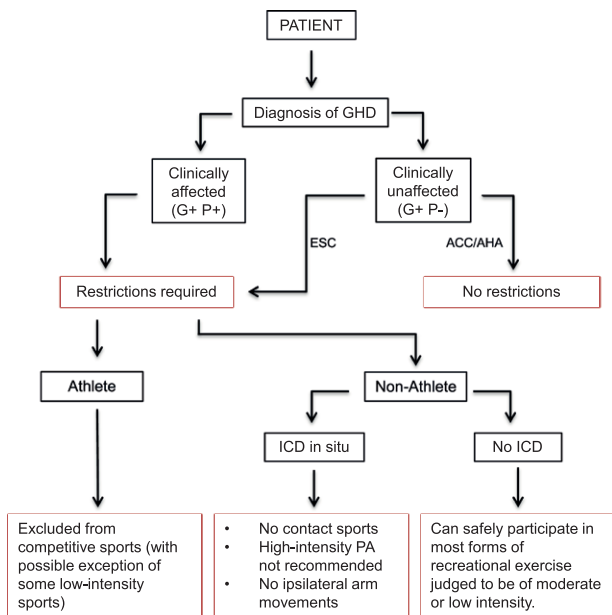 PATIENT
Diagnosis of GHD
Clinically
affected
(G+ P+)
Clinically
unaffected
(G+ P-)
ESC
ACC/AHA
Restrictions required
No restrictions
Athlete
Non-Athlete
ICD in situ
No ICD
Excluded from
competitive sports (with
possible exception of
some low-intensity
sports)
• No contact sports
• High-intensity PA
not recommended
• No ipsilateral arm
movements
Can safely participate in
most forms of
recreational exercise
judged to be of moderate
or low intensity.